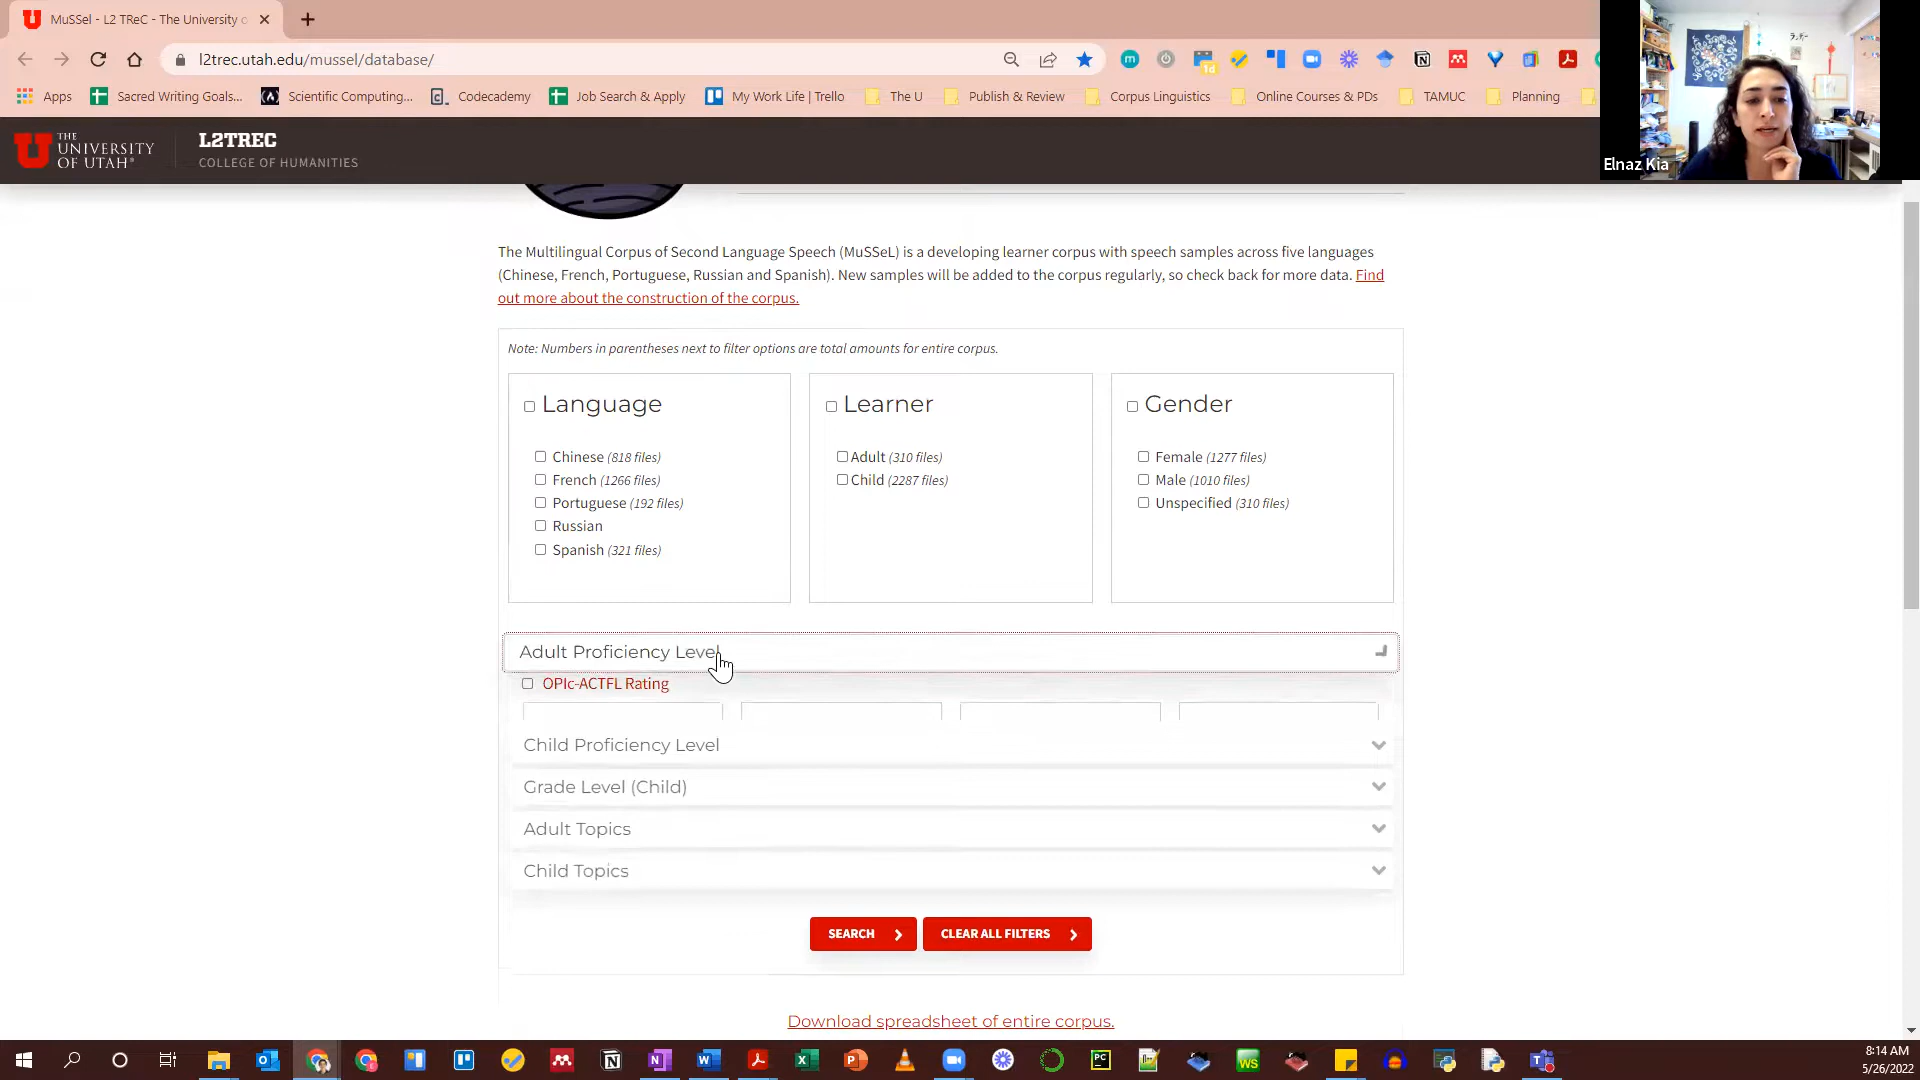 MuSSel - L2 TReC - The University o
l2trec.utah.edu/mussel/database/
1d
Apps
Sacred Writing Goals...
Scientific Computing...
Codecademy
Job Search & Apply
My Work Life | Trello
The U
Publish & Review
Corpus Linguistics
Online Courses & PDs
TAMUC
Planning
Elnaz Kia
THE
UNIVERSITY
OF UTAH®
L2TREC
COLLEGE OF HUMANITIES
The Multilingual Corpus of Second Language Speech (MuSSeL) is a developing learner corpus with speech samples across five languages
(Chinese, French, Portuguese, Russian and Spanish). New samples will be added to the corpus regularly, so check back for more data. Find
out more about the construction of the corpus.
Note: Numbers in parentheses next to filter options are total amounts for entire corpus.
Language
Chinese (818 files)
French (1266 files)
Portuguese (192 files)
Russian
Spanish (321 files)
Learner
Adult (310 files)
Child (2287 files)
Gender
Female (1277 files)
Male (1010 files)
Unspecified (310 files)
Adult Proficiency Level
OPIc-ACTFL Rating
Child Proficiency Level
Grade Level (Child)
Adult Topics
Child Topics
SEARCH
CLEAR ALL FILTERS
Download spreadsheet of entire corpus.
8:14 AM
5/26/2022